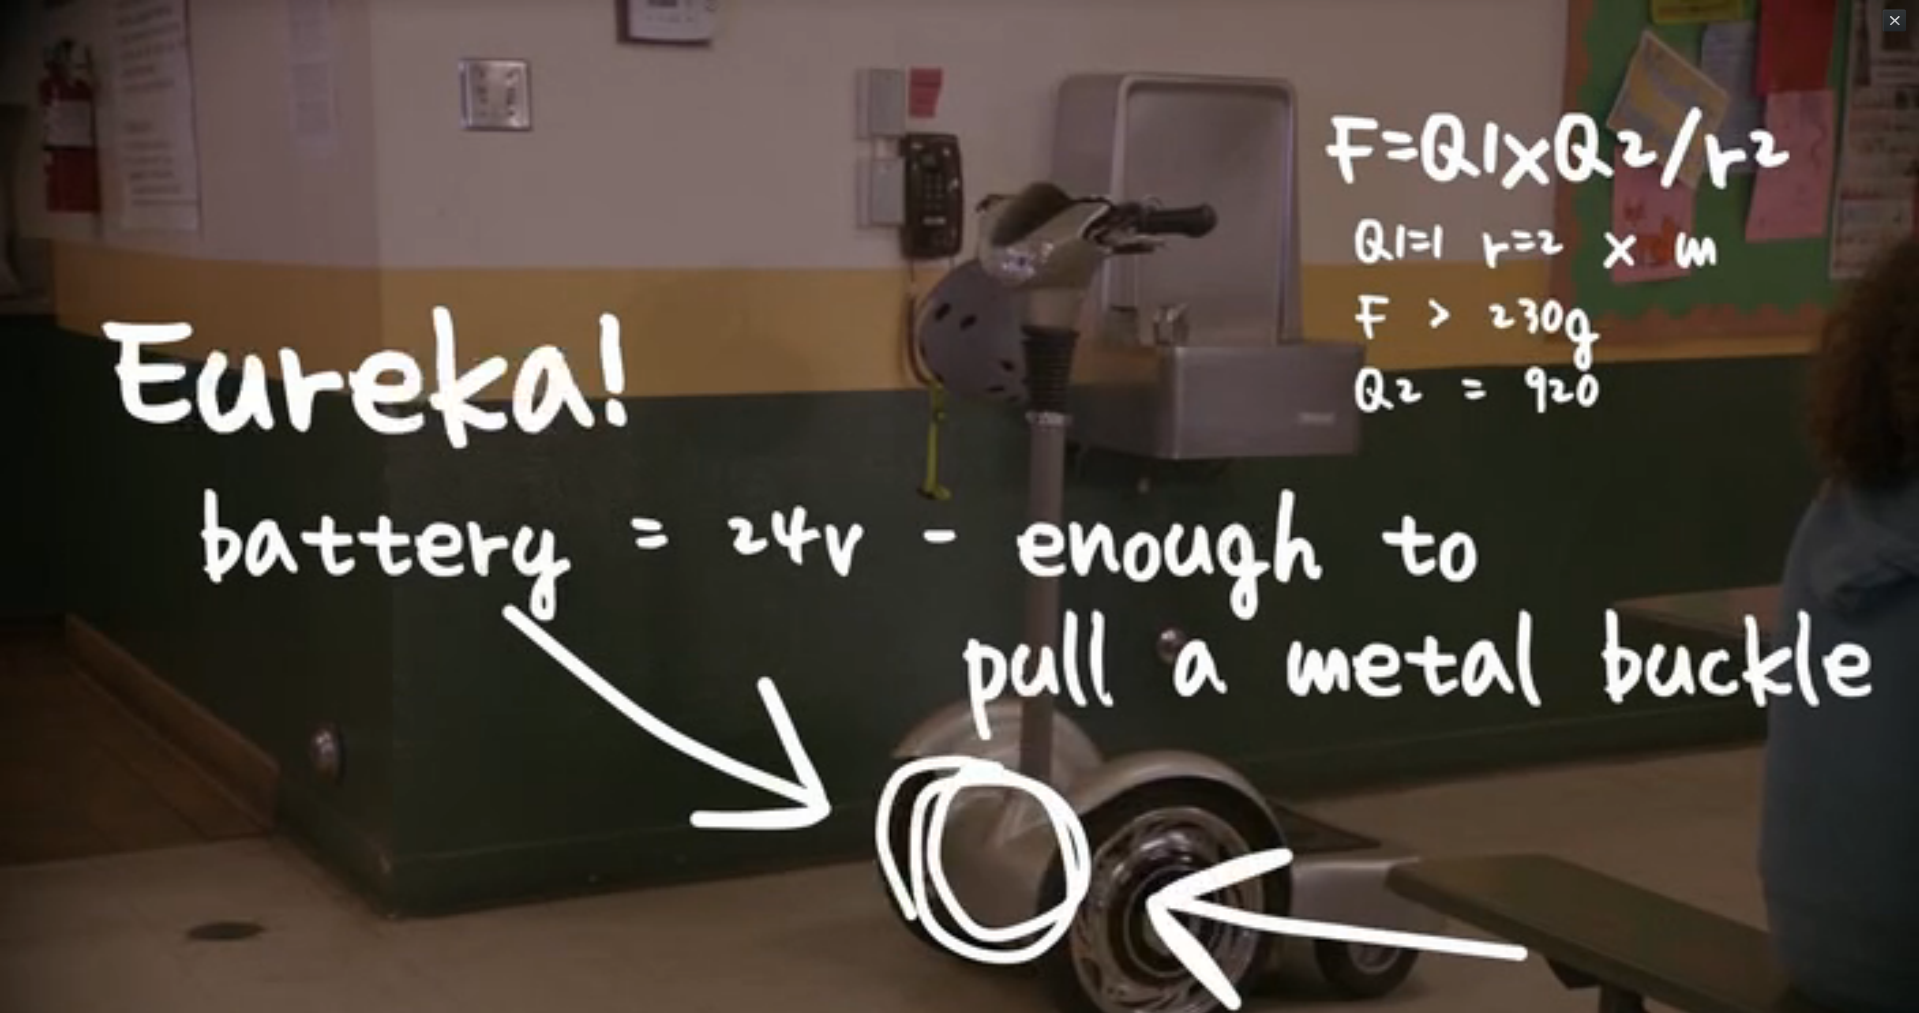 F=Q1xQ2/r2
Q1=1 r=2 x m
F > 230g
Q2 = 920
Eureka!
battery = 24v - enough to
pull a metal buckle